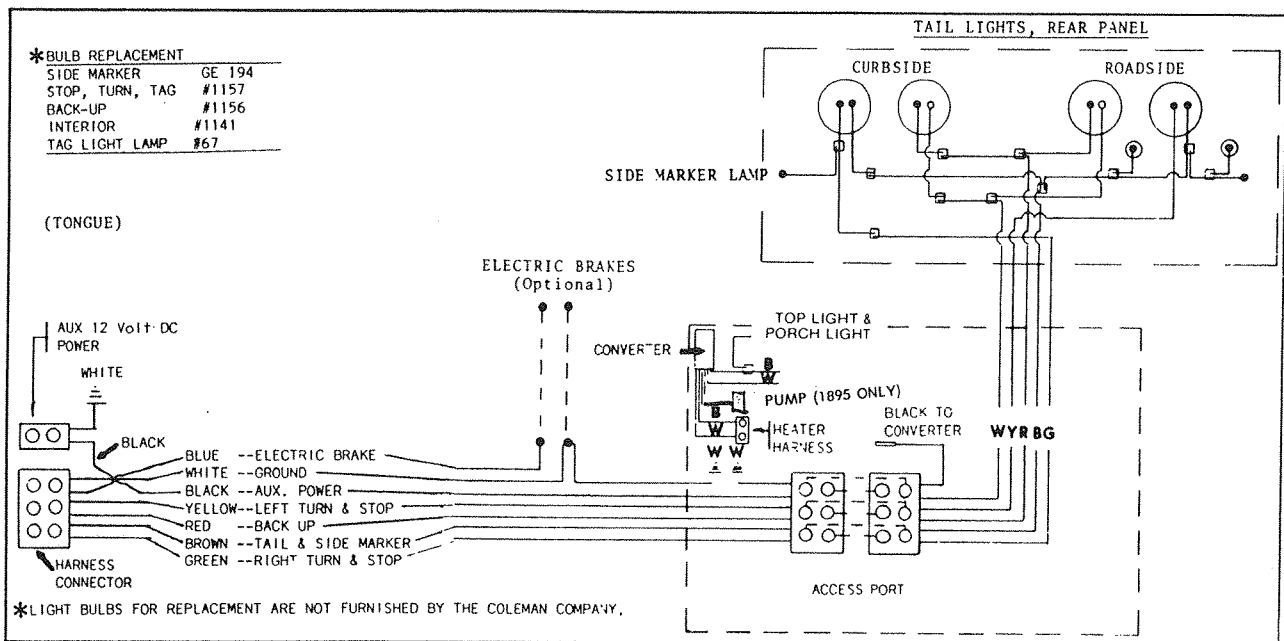 TAIL LIGHTS, REAR PANEL
*BULB REPLACEMENT
SIDE MARKER GE 194
STOP, TURN, TAG #1157
BACK-UP #1156
INTERIOR #1141
TAG LIGHT LAMP #67
CURBSIDE
ROADSIDE
SIDE MARKER LAMP
(TONGUE)
ELECTRIC BRAKES
(Optional)
AUX 12 Volt DC
POWER
WHITE
TOP LIGHT &
PORCH LIGHT
CONVERTER
B
W
PUMP (1895 ONLY)
B
W
HEATER
HARNESS
W W
BLACK TO
CONVERTER
WYRBG
BLACK
BLUE --ELECTRIC BRAKE
WHITE --GROUND
BLACK --AUX. POWER
YELLOW--LEFT TURN & STOP
RED --BACK UP
BROWN --TAIL & SIDE MARKER
GREEN --RIGHT TURN & STOP
HARNESS
CONNECTOR
ACCESS PORT
*LIGHT BULBS FOR REPLACEMENT ARE NOT FURNISHED BY THE COLEMAN COMPANY.